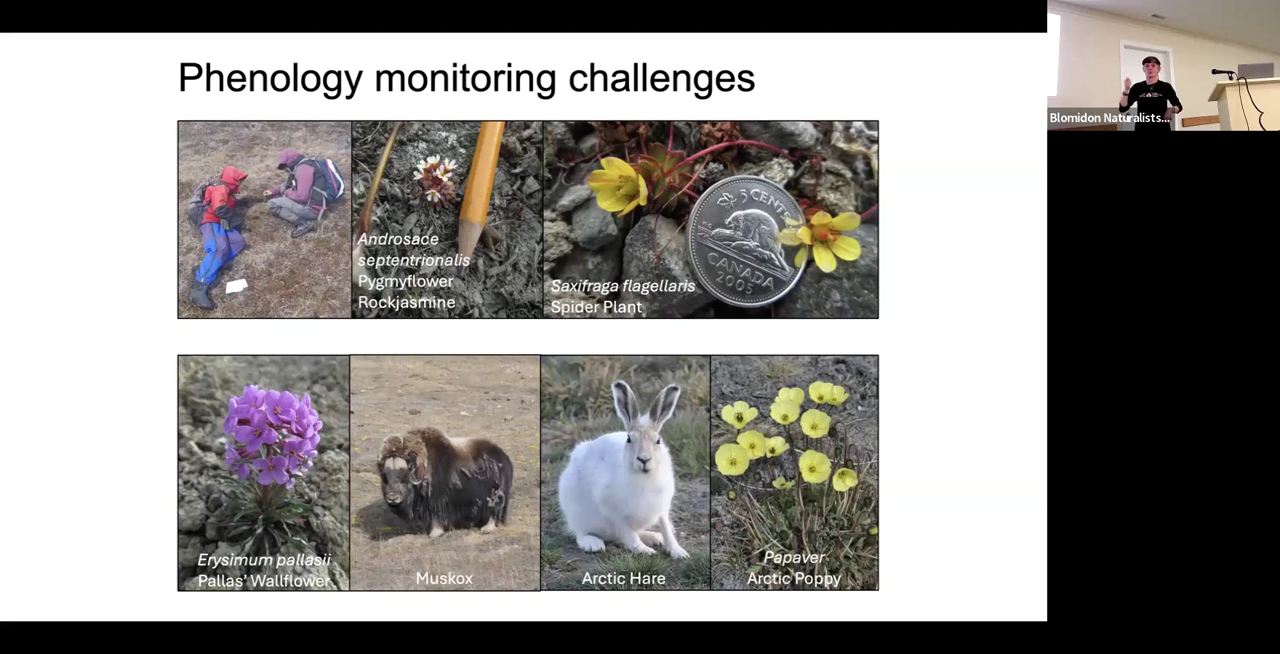 Phenology monitoring challenges
Androsace
septentrionalis
Pygmyflower
Rockjasmine
5 CENTS
CANADA
2005
Saxifraga flagellaris
Spider Plant
Erysimum pallasii
Pallas' Wallflower
Muskox
Arctic Hare
Papaver
Arctic Poppy
Blomidon Naturalists...